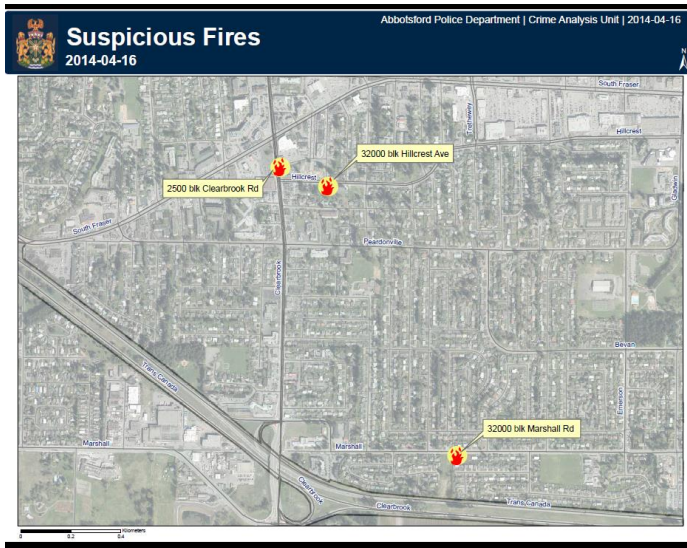 Abbotsford Police Department | Crime Analysis Unit | 2014-04-16
Suspicious Fires
2014-04-16
N
South Fraser
Tretheway
Hillcrest
32000 blk Hillcrest Ave
Hillcrest
2500 blk Clearbrook Rd
Gladwin
South Fraser
Peardonville
Clearbrook
Bevan
Trans Canada
Emerson
32000 blk Marshall Rd
Marshall
Marshall
Clearbrook
Clearbrook
Trans Canada
Kilometers
0 0.2 0.4